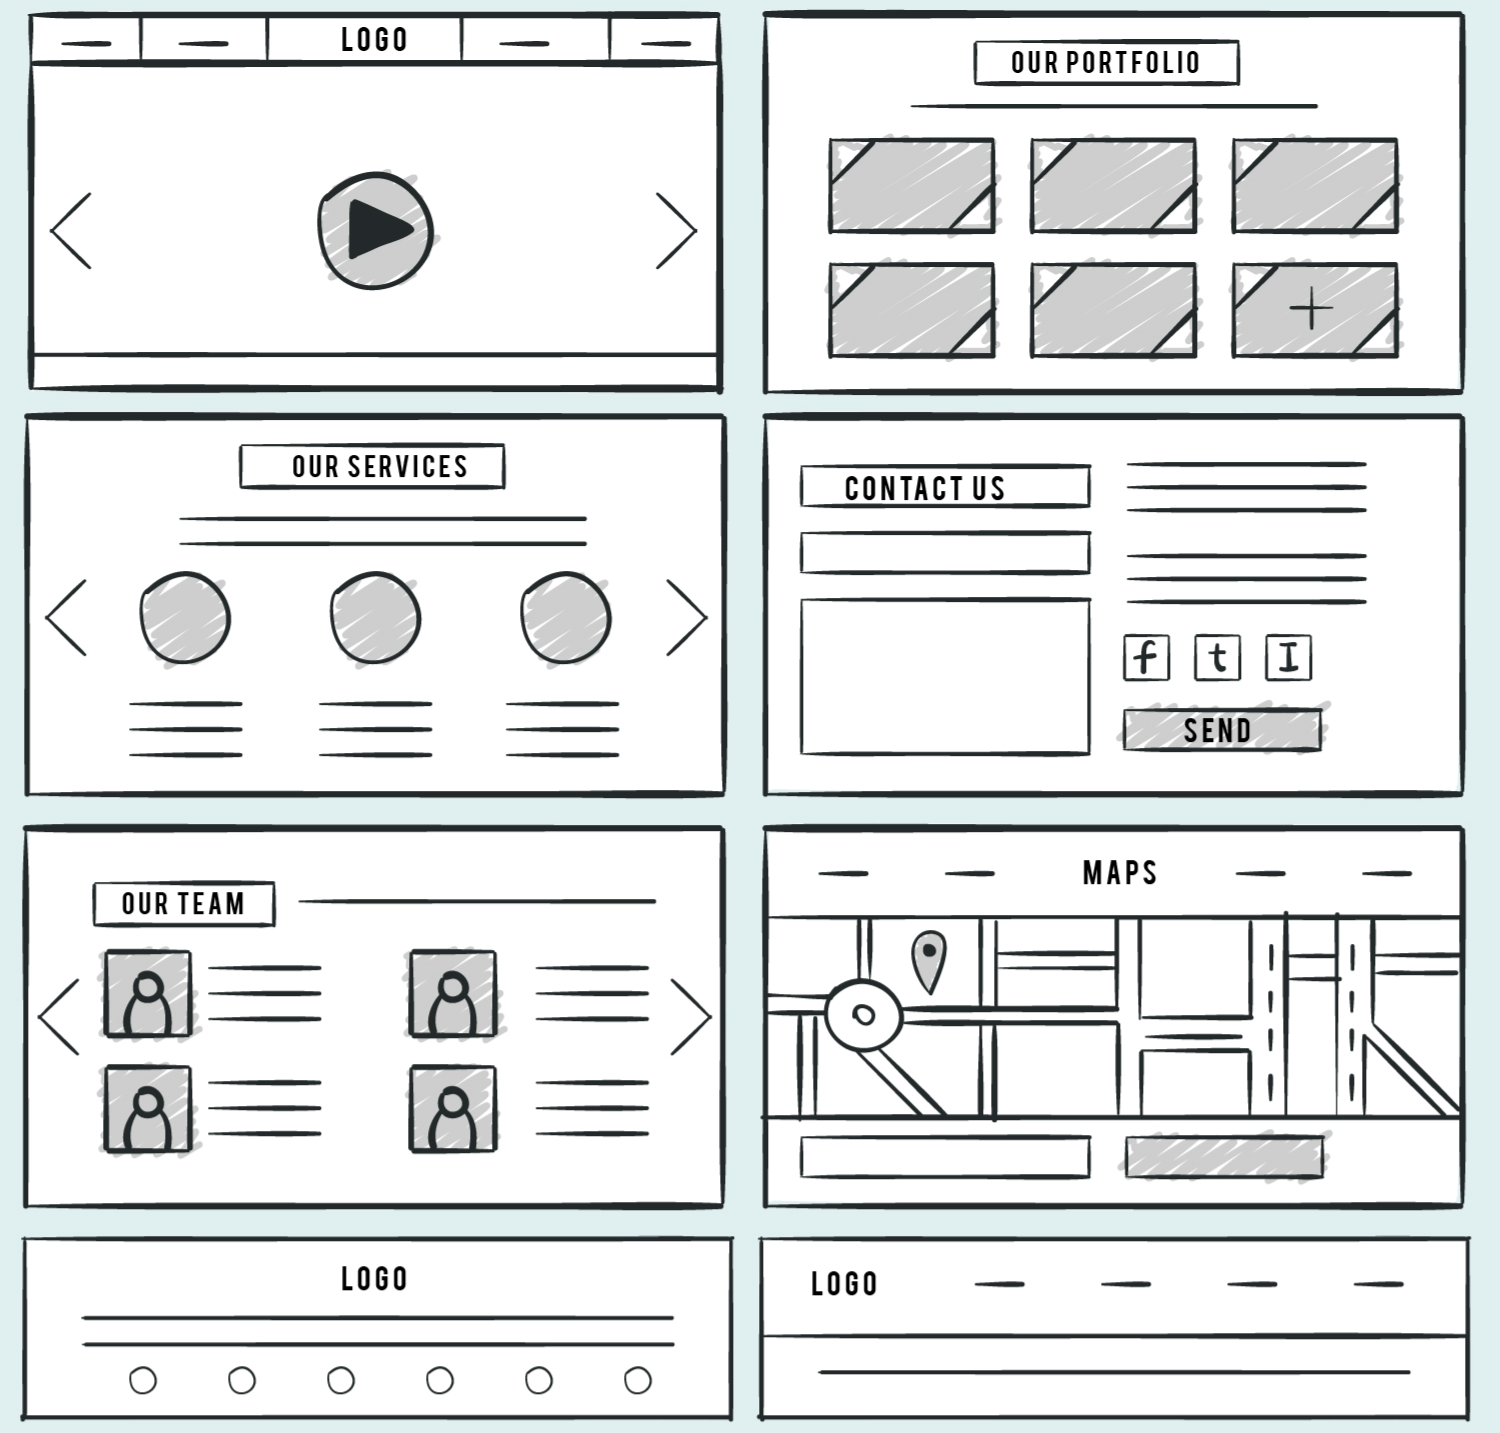 LOGO
OUR PORTFOLIO
OUR SERVICES
CONTACT US
f t I
SEND
OUR TEAM
MAPS
LOGO
LOGO